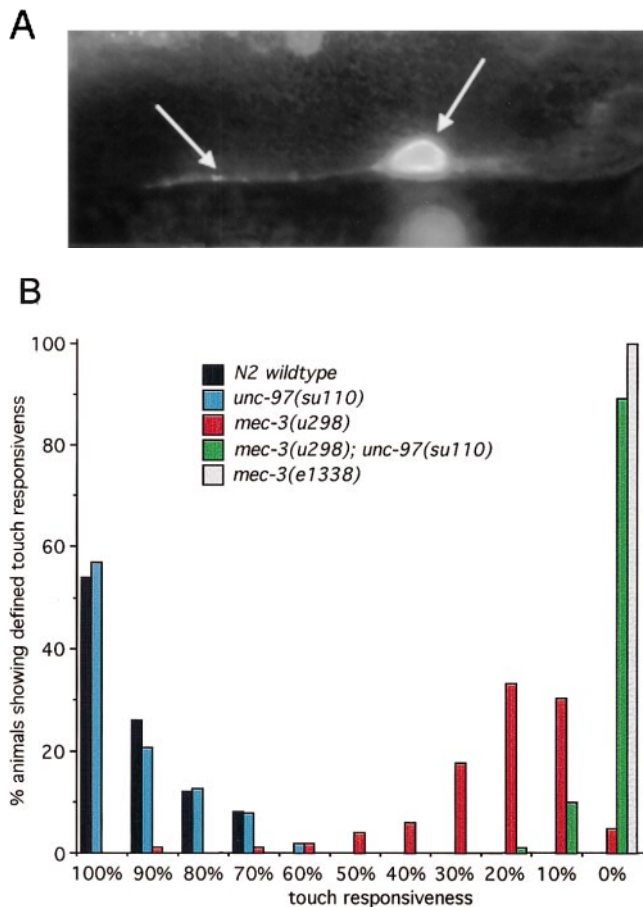 A
B
100
80
60
40
20
0
% animals showing defined touch responsivenss
N2 wildtype
unc-97(su110)
mec-3(u298)
mec-3(u298); unc-97(su110)
mec-3(e1338)
100% 90% 80% 70% 60% 50% 40% 30% 20% 10% 0%
touch responsiveness